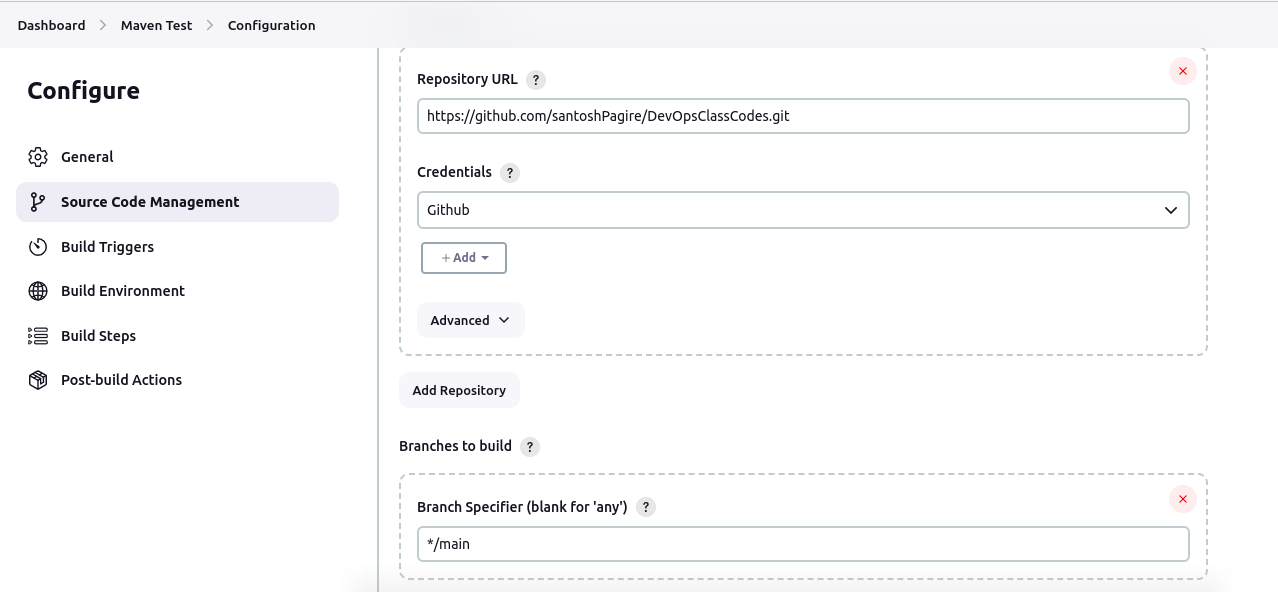 Dashboard > Maven Test > Configuration
Configure
General
Source Code Management
Build Triggers
Build Environment
Build Steps
Post-build Actions
Repository URL ?
https://github.com/santoshPagire/DevOpsClassCodes.git
Credentials ?
Github
+ Add
Advanced
Add Repository
Branches to build ?
Branch Specifier (blank for 'any') ?
*/main